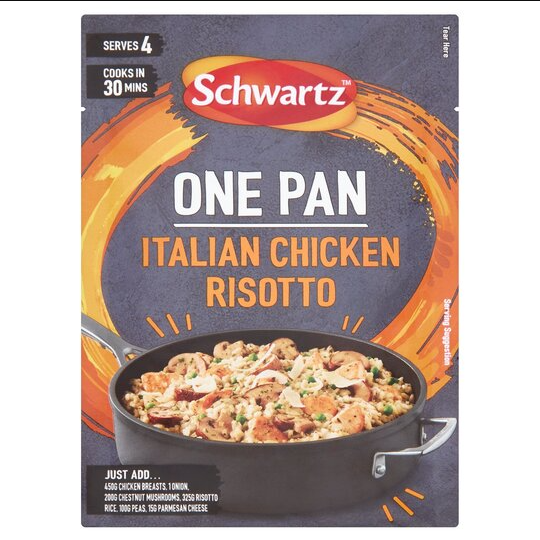 SERVES 4
COOKS IN
30 MINS
Tear Here
Schwartz™
ONE PAN
ITALIAN CHICKEN
RISOTTO
Serving Suggestion
JUST ADD...
450G CHICKEN BREASTS, 1 ONION,
200G CHESTNUT MUSHROOMS, 325G RISOTTO
RICE, 100G PEAS, 15G PARMESAN CHEESE